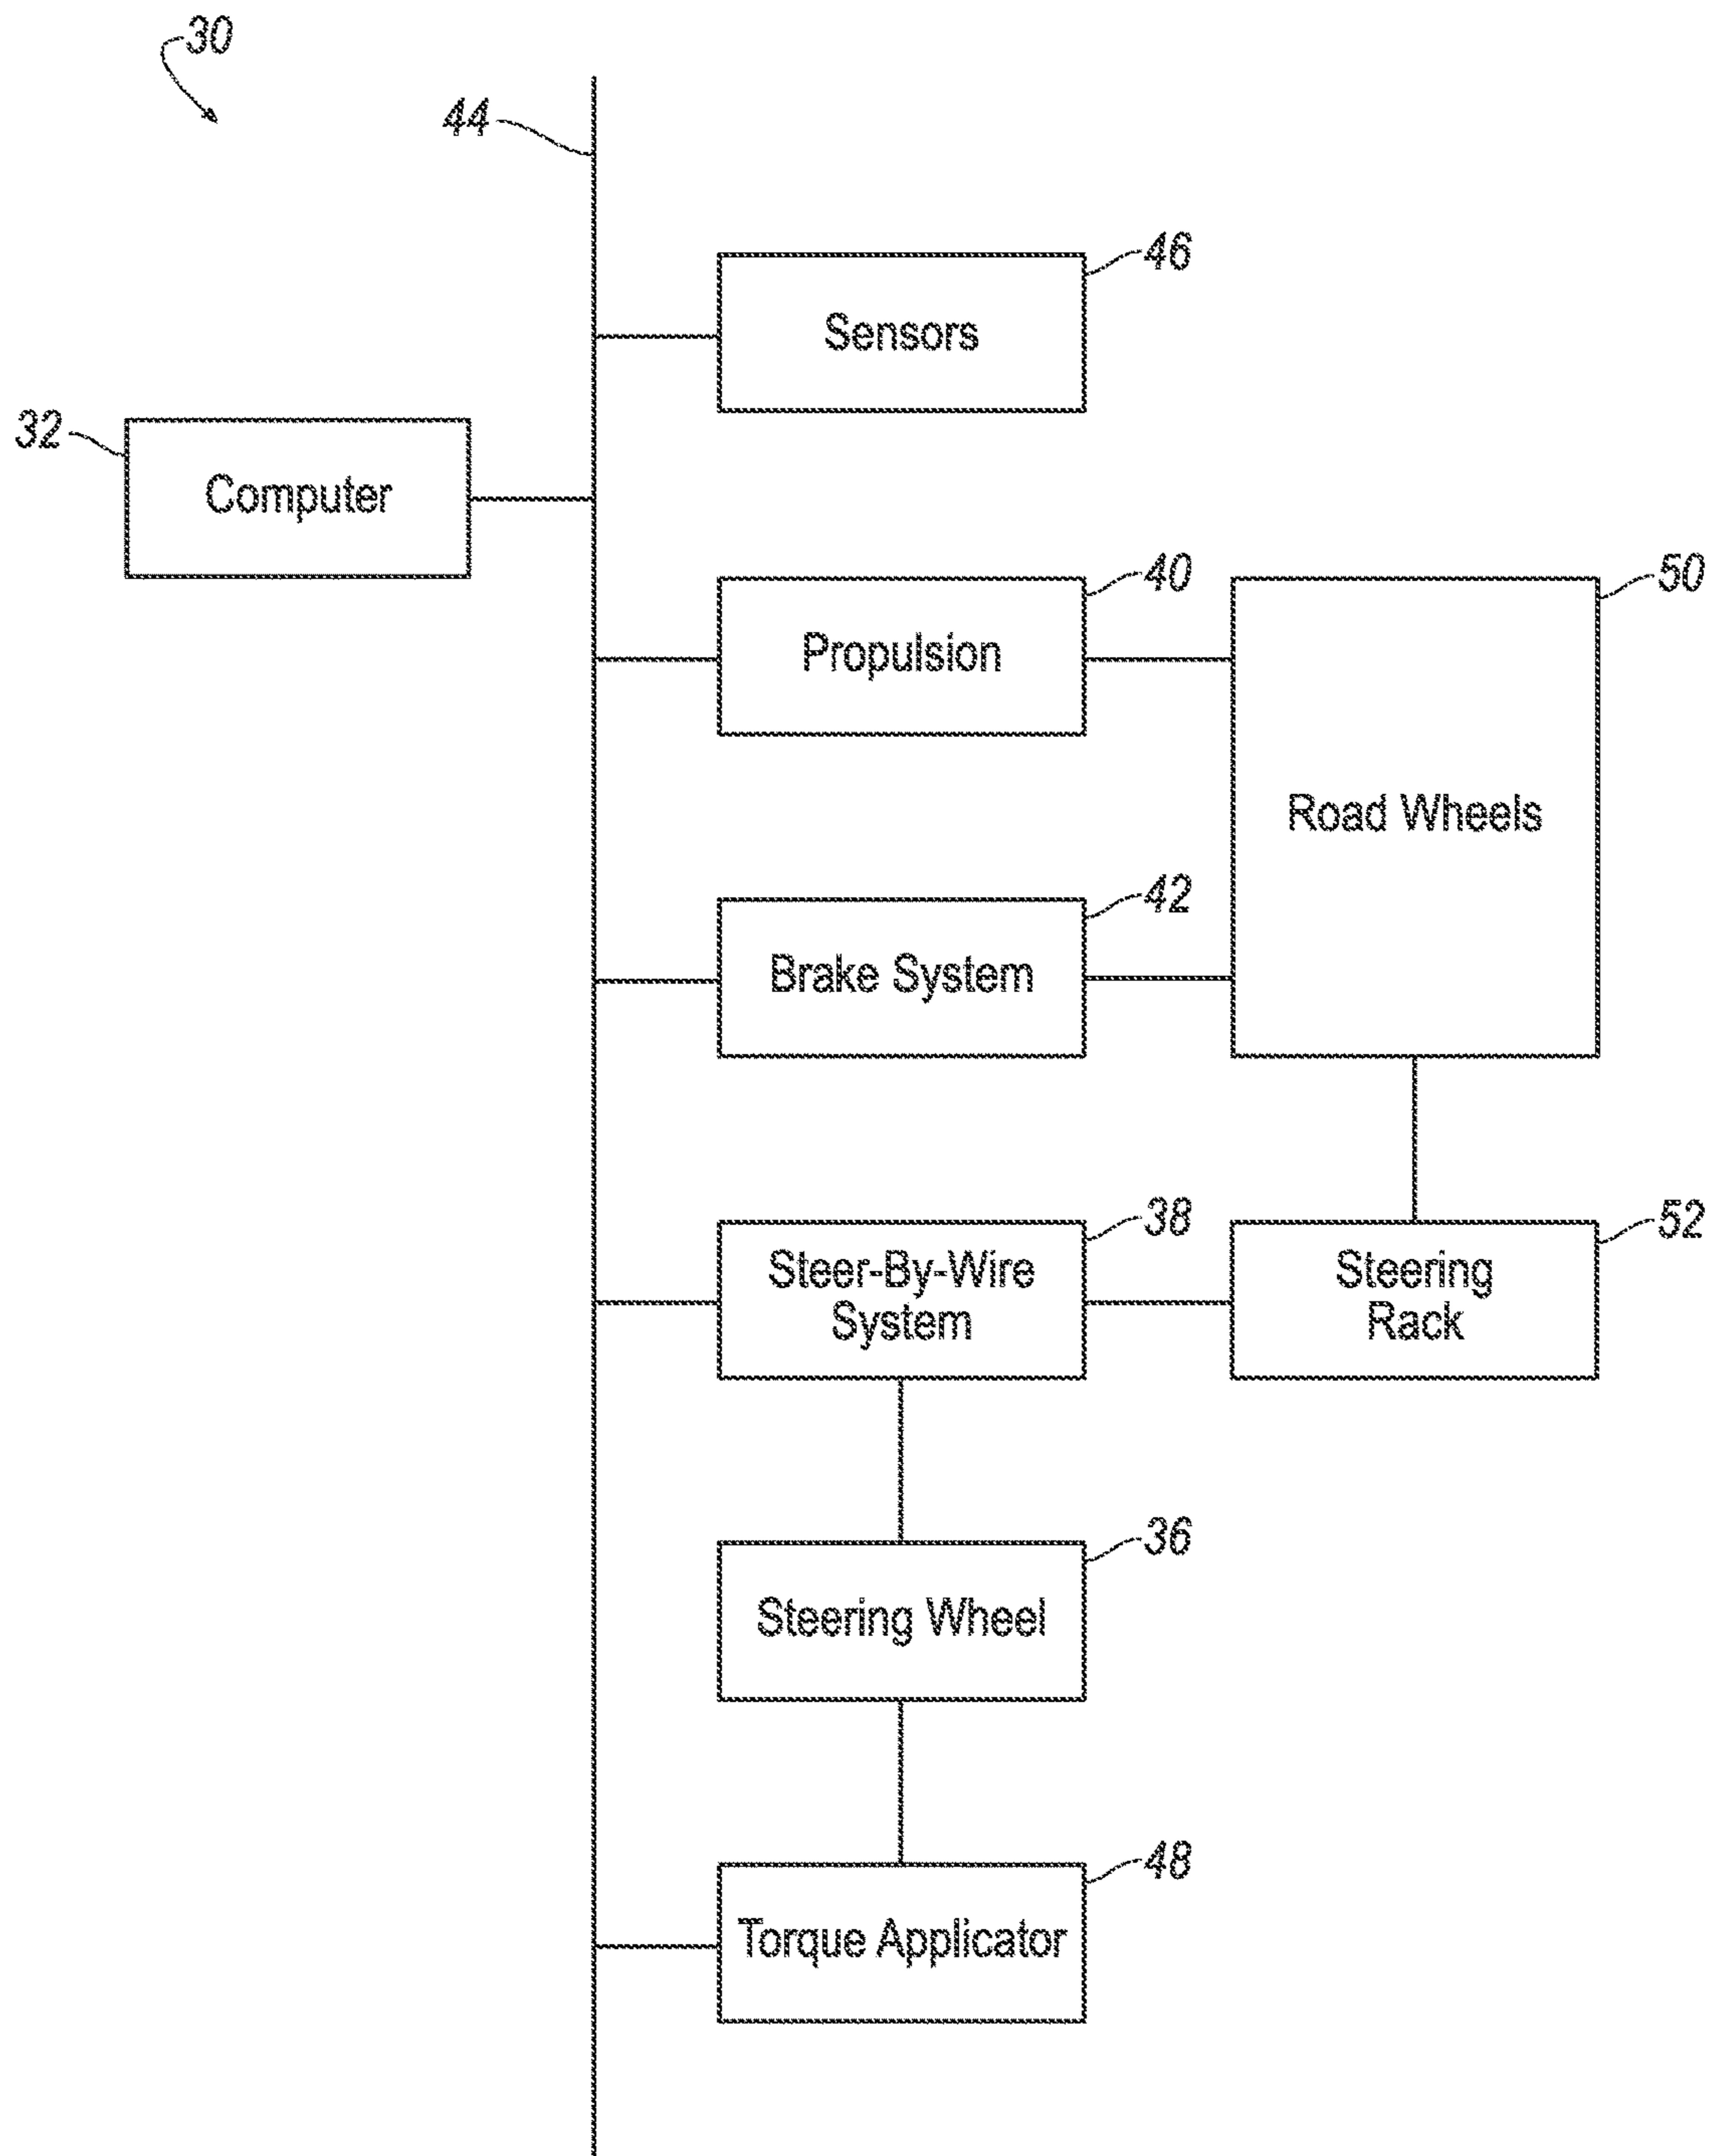 30
44
46
Sensors
32
Computer
40
50
Propulsion
Road Wheels
42
Brake System
38
52
Steer-By-Wire
System
Steering
Rack
36
Steering Wheel
48
Torque Applicator